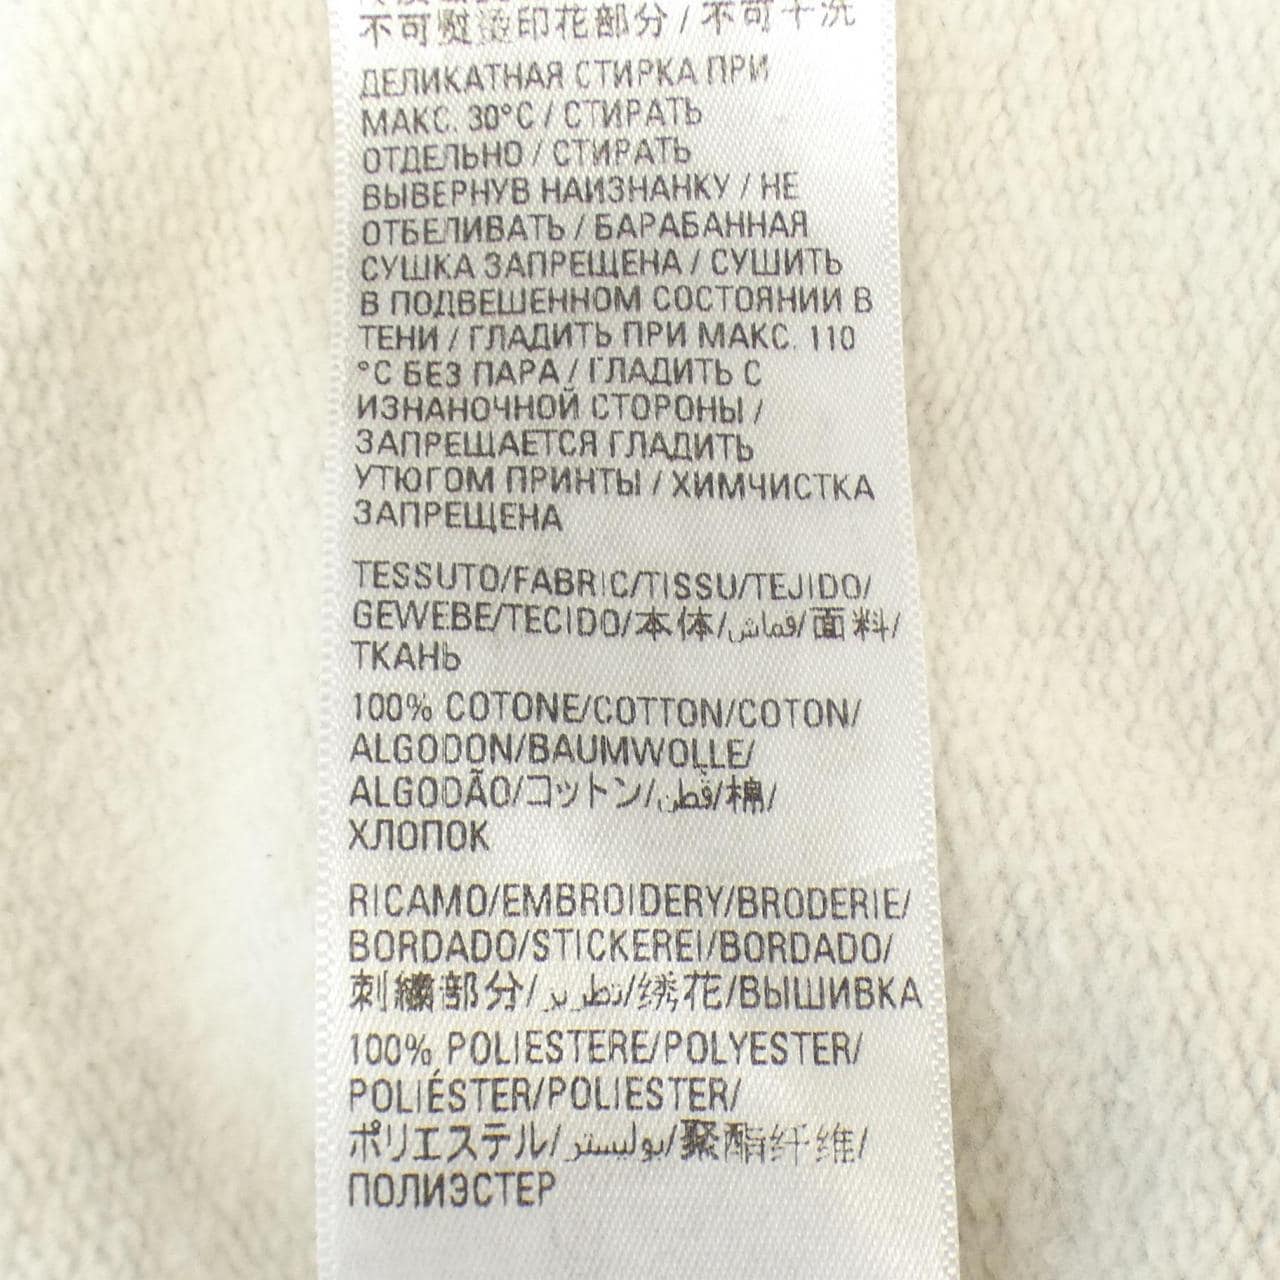 不可熨烫印花部分 / 不可干洗
ДЕЛИКАТНАЯ СТИРКА ПРИ
МАКС. 30°C / СТИРАТЬ
ОТДЕЛЬНО / СТИРАТЬ
ВЫВЕРНУВ НАИЗНАНКУ / НЕ
ОТБЕЛИВАТЬ / БАРАБАННАЯ
СУШКА ЗАПРЕЩЕНА / СУШИТЬ
В ПОДВЕШЕННОМ СОСТОЯНИИ В
ТЕНИ / ГЛАДИТЬ ПРИ МАКС. 110
°C БЕЗ ПАРА / ГЛАДИТЬ С
ИЗНАНОЧНОЙ СТОРОНЫ /
ЗАПРЕЩАЕТСЯ ГЛАДИТЬ
УТЮГОМ ПРИНТЫ / ХИМЧИСТКА
ЗАПРЕЩЕНА
TESSUTO/FABRIC/TISSU/TEJIDO/
GEWEBE/TECIDO/本体/قماش/面料/
ТКАНЬ
100% COTONE/COTTON/COTON/
ALGODON/BAUMWOLLE/
ALGODÃO/コットン/قطن/棉/
ХЛОПОК
RICAMO/EMBROIDERY/BRODERIE/
BORDADO/STICKEREI/BORDADO/
刺繍部分/تطريز/绣花/ВЫШИВКА
100% POLIESTERE/POLYESTER/
POLIÉSTER/POLIESTER/
ポリエステル/بوليستر/聚酯纤维/
ПОЛИЭСТЕР